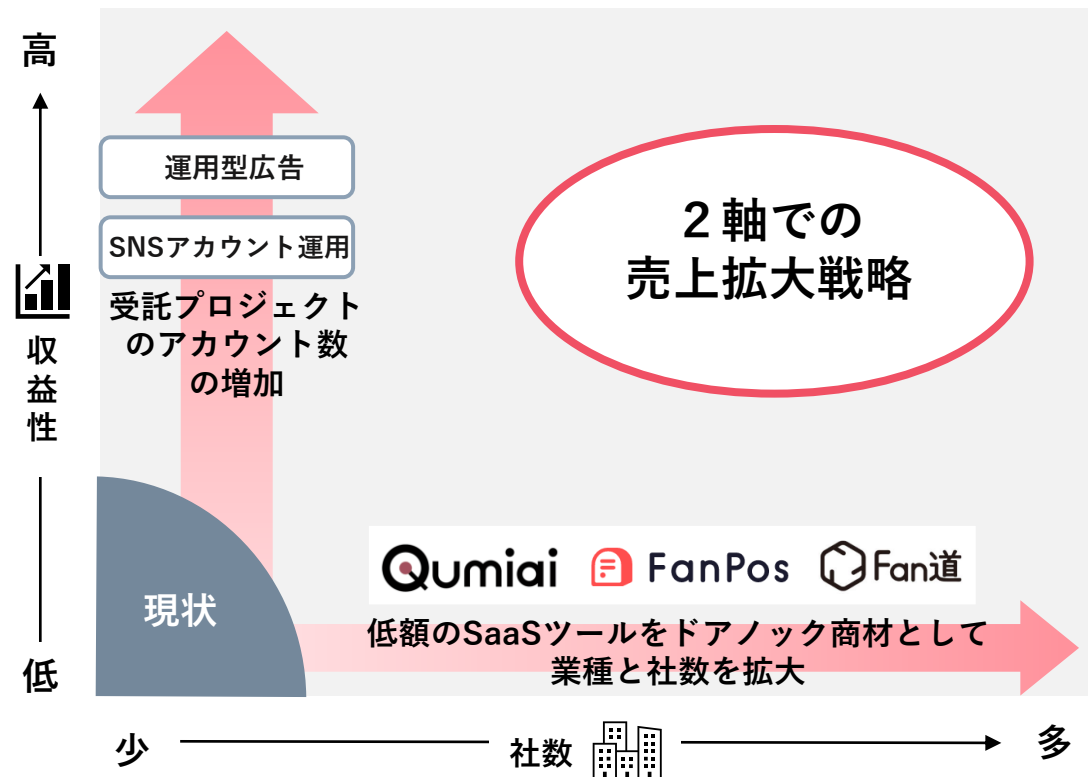 高
運用型広告
SNSアカウント運用
受託プロジェクト
のアカウント数
の増加
２軸での
売上拡大戦略
収
益
性
現状
Qumiai
FanPos
Fan道
低額のSaaSツールをドアノック商材として
業種と社数を拡大
低
少
社数
多